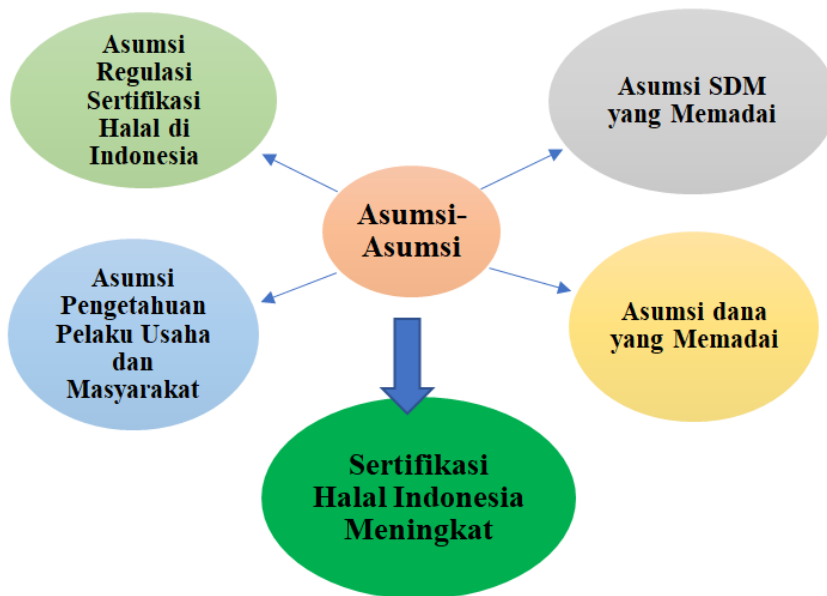 Asumsi
Regulasi
Sertifikasi
Halal di
Indonesia
Asumsi SDM
yang Memadai
Asumsi-
Asumsi
Asumsi
Pengetahuan
Pelaku Usaha
dan
Masyarakat
Asumsi dana
yang Memadai
Sertifikasi
Halal Indonesia
Meningkat